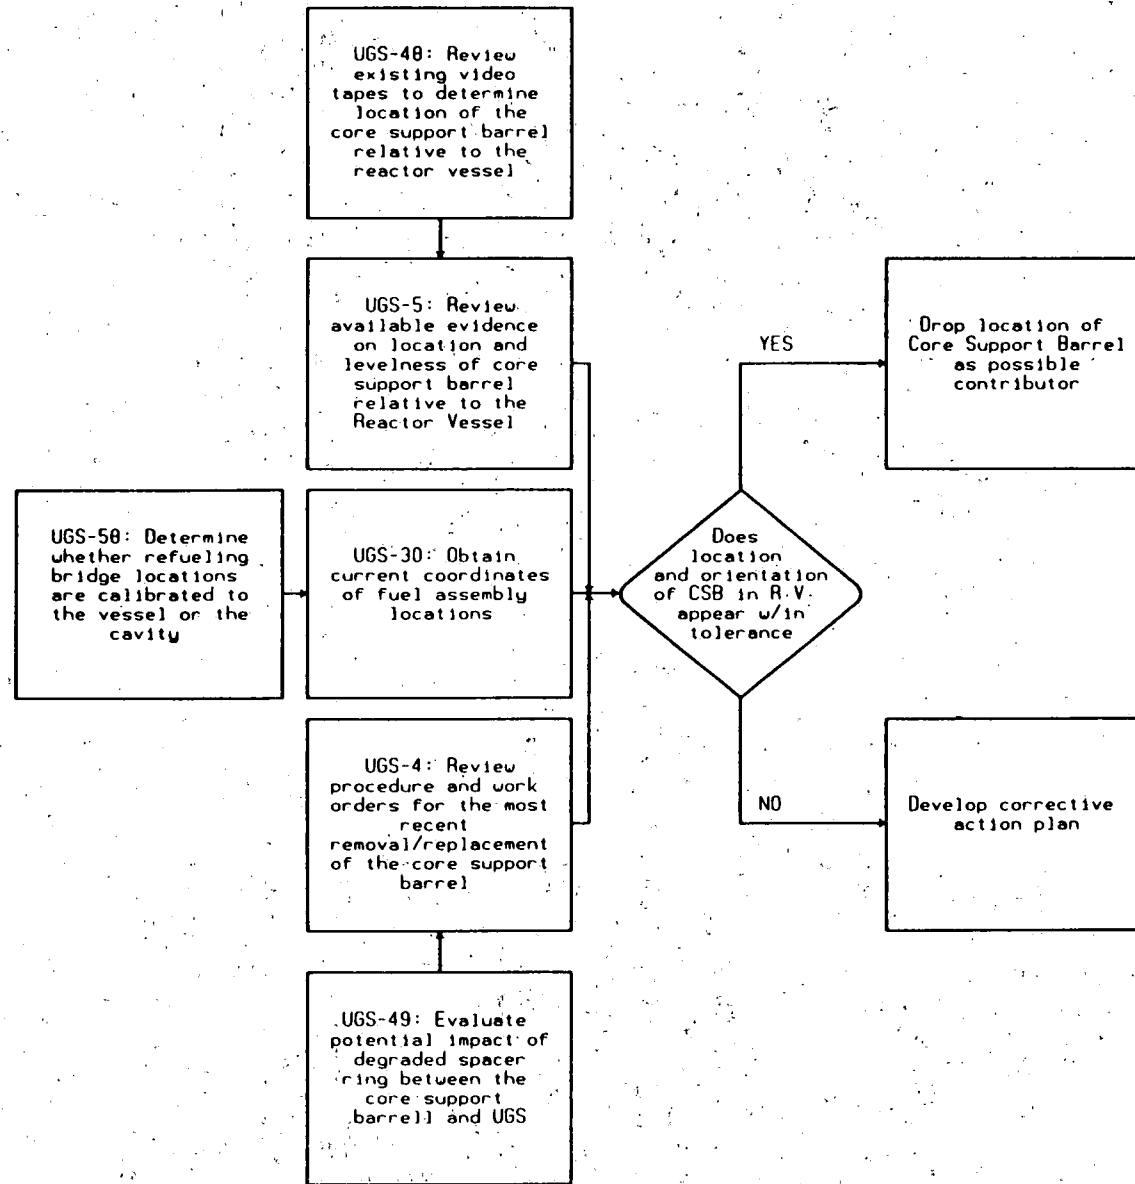 UGS-48: Review
existing video
tapes to determine
location of the
core support barrel
relative to the
reactor vessel
UGS-5: Review
available evidence
on location and
levelness of core
support barrel
relative to the
Reactor Vessel
YES
Drop location of
Core Support Barrel
as possible
contributor
UGS-50: Determine
whether refueling
bridge locations
are calibrated to
the vessel or the
cavity
UGS-30: Obtain
current coordinates
of fuel assembly
locations
Does
location
and orientation
of CSB in R.V.
appear w/in
tolerance
UGS-4: Review
procedure and work
orders for the most
recent
removal/replacement
of the core support
barrel
NO
Develop corrective
action plan
UGS-49: Evaluate
potential impact of
degraded spacer
ring between the
core support
barrell and UGS